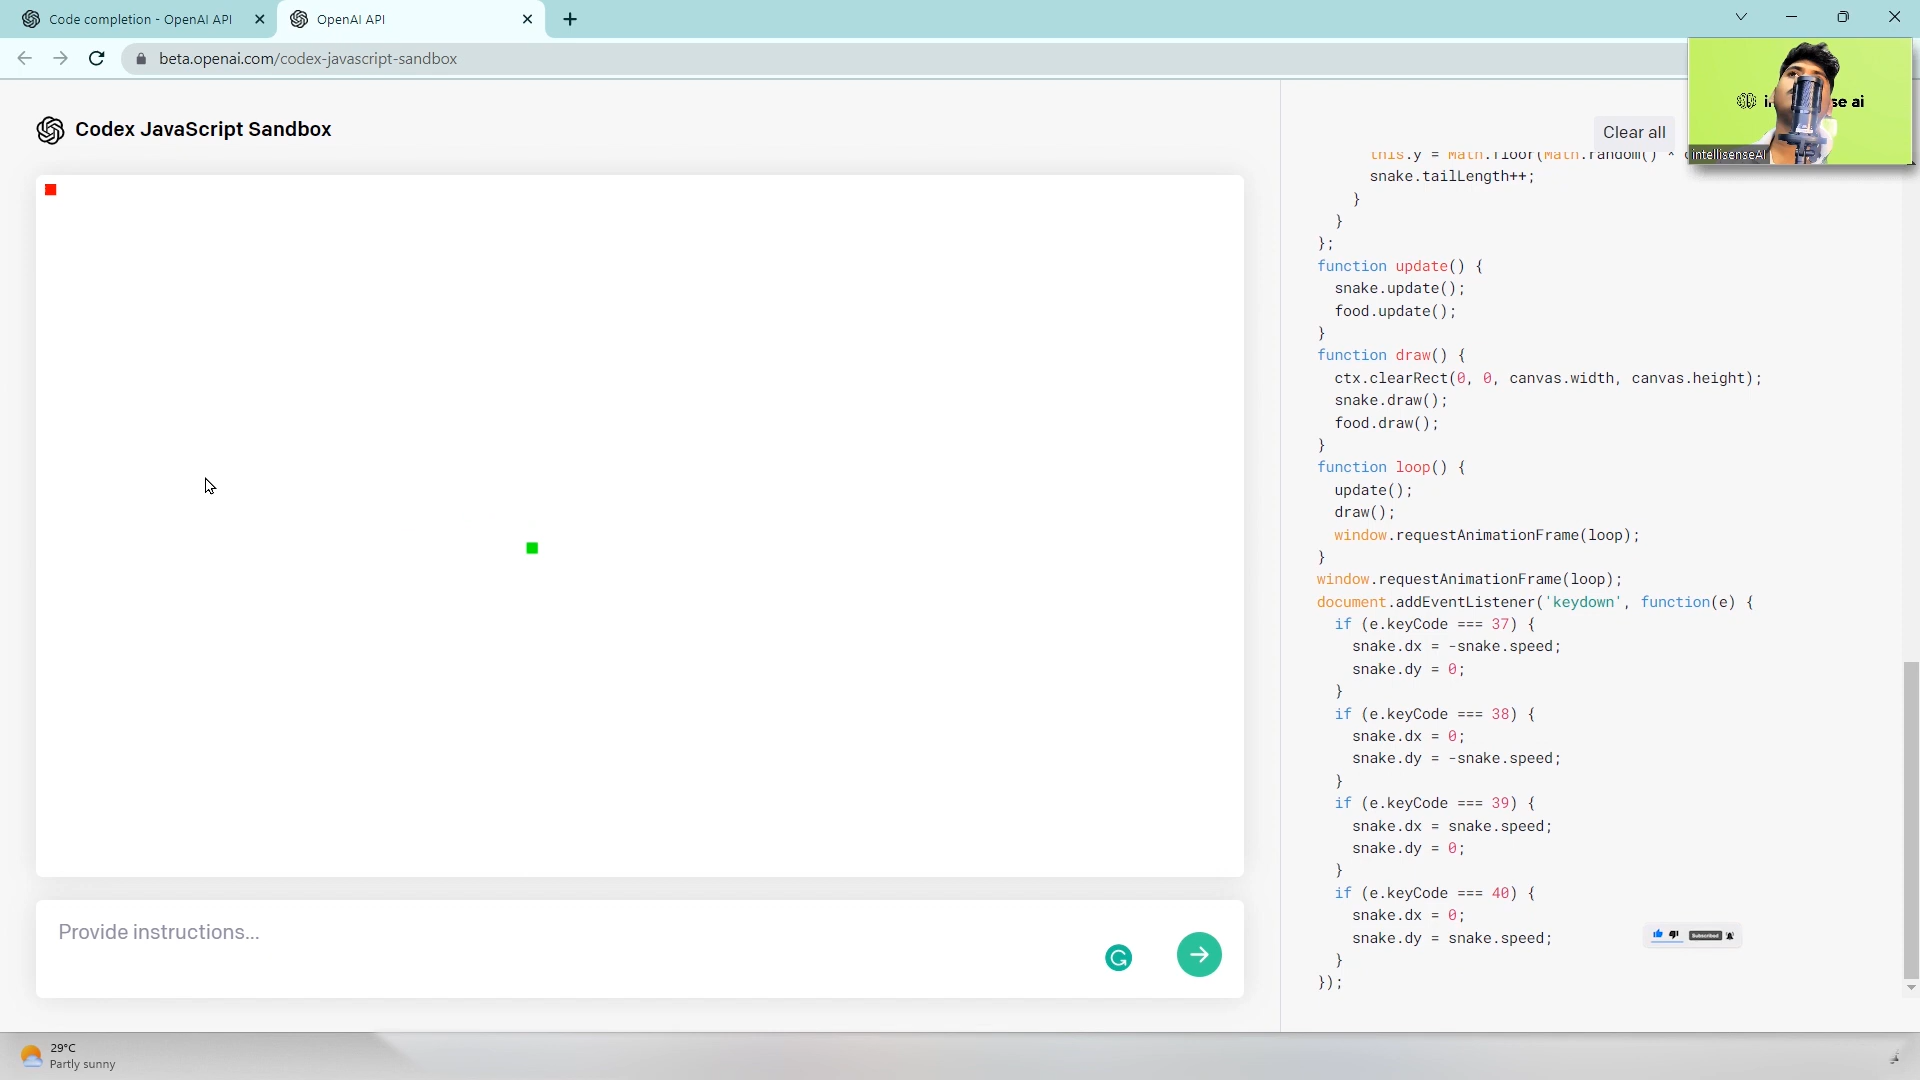 Code completion - OpenAI API
OpenAI API
beta.openai.com/codex-javascript-sandbox
se ai
intellisenseAI
Codex JavaScript Sandbox
Clear all
this.y = Math.floor(Math.random() *
snake.tailLength++;
}
}
};
function update() {
snake.update();
food.update();
}
function draw() {
ctx.clearRect(0, 0, canvas.width, canvas.height);
snake.draw();
food.draw();
}
function loop() {
update();
draw();
window.requestAnimationFrame(loop);
}
window.requestAnimationFrame(loop);
document.addEventListener('keydown', function(e) {
if (e.keyCode === 37) {
snake.dx = -snake.speed;
snake.dy = 0;
}
if (e.keyCode === 38) {
snake.dx = 0;
snake.dy = -snake.speed;
}
if (e.keyCode === 39) {
snake.dx = snake.speed;
snake.dy = 0;
}
if (e.keyCode === 40) {
snake.dx = 0;
snake.dy = snake.speed;
}
});
Subscribed
Provide instructions...
29°C
Partly sunny